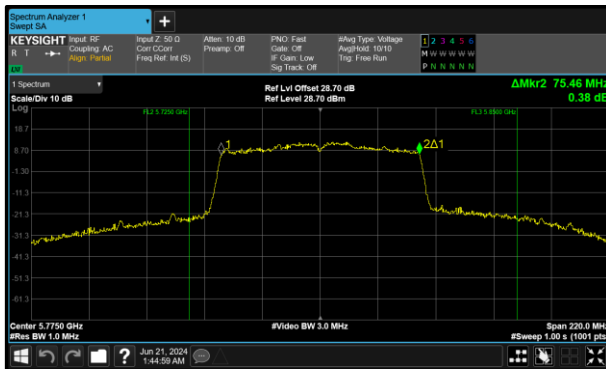 Spectrum Analyzer 1
Swept SA
KEYSIGHT
R T
Input: RF
Coupling: AC
Align: Partial
Input Z: 50 Ω
Corr CCorr
Freq Ref: Int (S)
Atten: 10 dB
Preamp: Off
PNO: Fast
Gate: Off
IF Gain: Low
Sig Track: Off
#Avg Type: Voltage
Avg|Hold: 10/10
Trig: Free Run
1 2 3 4 5 6
M W W W W W
P N N N N N
1 Spectrum
Scale/Div 10 dB
Ref Lvl Offset 28.70 dB
Ref Level 28.70 dBm
ΔMkr2 75.46 MHz
0.38 dB
Log
FL2 5.7250 GHz
FL3 5.8500 GHz
18.7
8.70
-1.30
-11.3
-21.3
-31.3
-41.3
-51.3
-61.3
1
2Δ1
Center 5.7750 GHz
#Res BW 1.0 MHz
#Video BW 3.0 MHz
Span 220.0 MHz
#Sweep 1.00 s (1001 pts)
Jun 21, 2024
1:44:59 AM